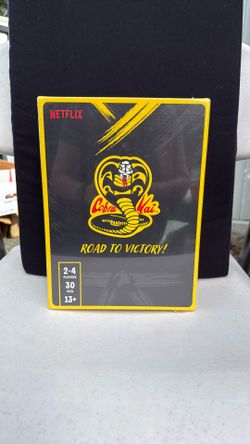 NETFLIX
Cobra Kai
ROAD TO VICTORY!
2-4
PLAYERS
30
MIN
13+